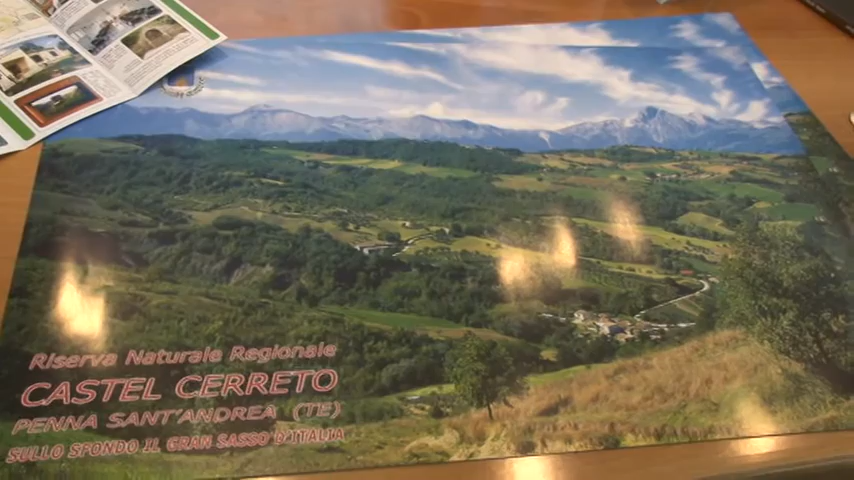 Riserva Naturale Regionale
CASTEL CERRETO
PENNA SANT'ANDREA (TE)
SULLO SFONDO IL GRAN SASSO D'ITALIA